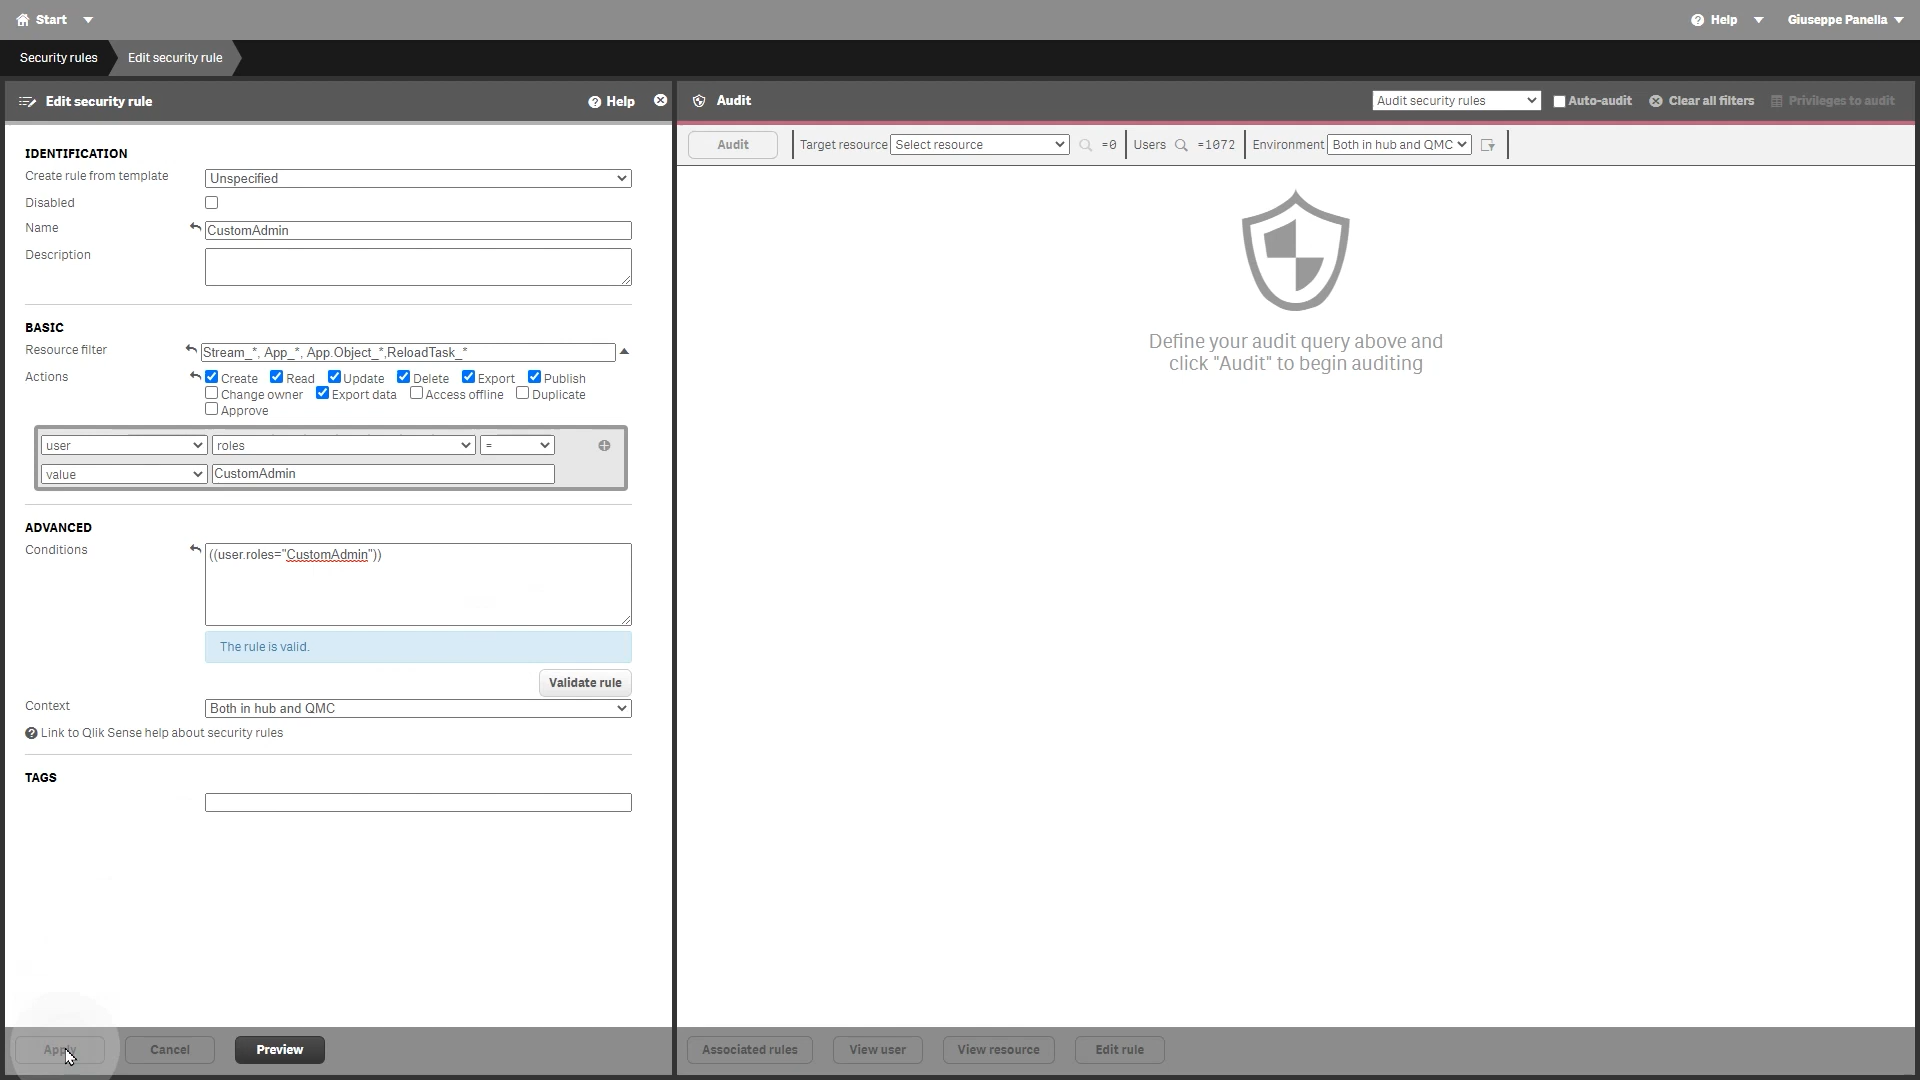 Start
Help
Giuseppe Panella
Security rules
Edit security rule
Edit security rule
Help
IDENTIFICATION
Create rule from template
Unspecified
Disabled
Name
CustomAdmin
Description
BASIC
Resource filter
Stream_*, App_*, App.Object_*,ReloadTask_*
Actions
Create Read Update Delete Export Publish
Change owner Export data Access offline Duplicate
Approve
user roles =
value CustomAdmin
ADVANCED
Conditions
((user.roles="CustomAdmin"))
The rule is valid.
Validate rule
Context
Both in hub and QMC
Link to Qlik Sense help about security rules
TAGS
Apply
Cancel
Preview
Audit
Audit security rules
Auto-audit
Clear all filters
Privileges to audit
Audit
Target resource Select resource =0 Users =1072 Environment Both in hub and QMC
Define your audit query above and
click "Audit" to begin auditing
Associated rules
View user
View resource
Edit rule